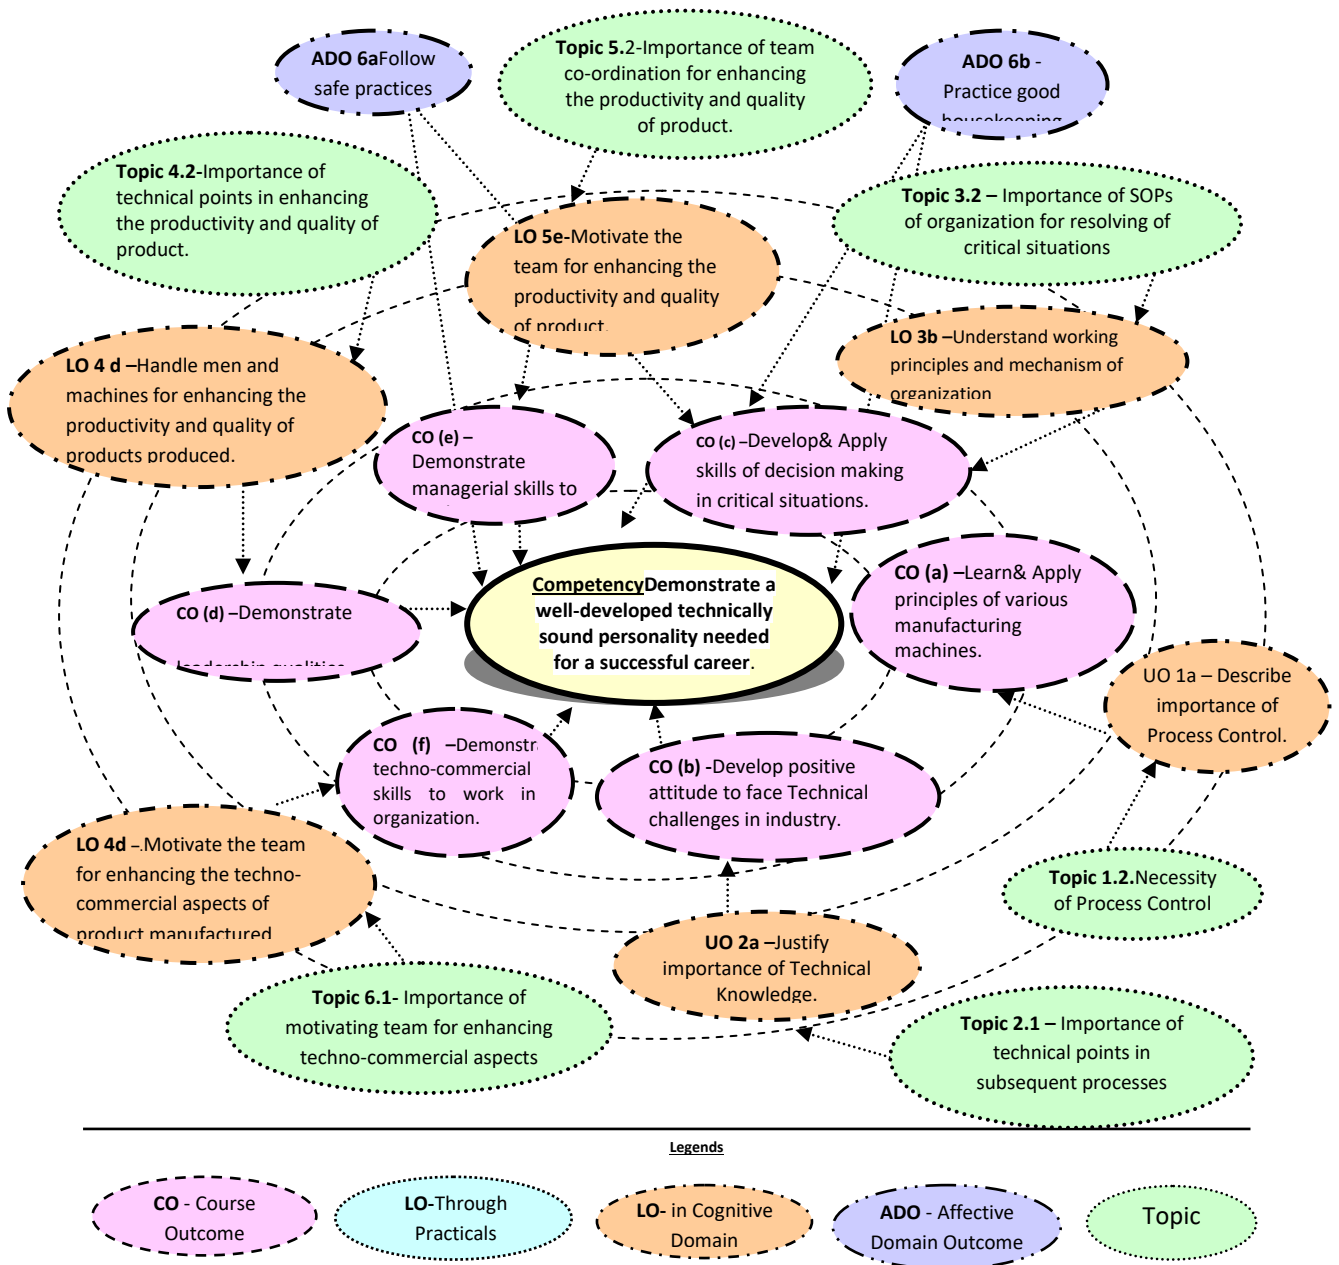 ADO 6aFollow
safe practices
Topic 5.2-Importance of team
co-ordination for enhancing
the productivity and quality
of product.
ADO 6b -
Practice good
housekeeping
Topic 4.2-Importance of
technical points in enhancing
the productivity and quality of
product.
Topic 3.2 – Importance of SOPs
of organization for resolving of
critical situations
LO 5e-Motivate the
team for enhancing the
productivity and quality
of product.
LO 3b –Understand working
principles and mechanism of
organization
LO 4 d –Handle men and
machines for enhancing the
productivity and quality of
products produced.
CO (e) –
Demonstrate
managerial skills to
CO (c) –Develop& Apply
skills of decision making
in critical situations.
CompetencyDemonstrate a
well-developed technically
sound personality needed
for a successful career.
CO (a) –Learn& Apply
principles of various
manufacturing
machines.
CO (d) –Demonstrate
leadership qualities
UO 1a – Describe
importance of
Process Control.
CO (f) –Demonstr
techno-commercial
skills to work in
organization.
CO (b) -Develop positive
attitude to face Technical
challenges in industry.
LO 4d –.Motivate the team
for enhancing the techno-
commercial aspects of
product manufactured
Topic 1.2.Necessity
of Process Control
UO 2a –Justify
importance of Technical
Knowledge.
Topic 6.1- Importance of
motivating team for enhancing
techno-commercial aspects
Topic 2.1 – Importance of
technical points in
subsequent processes
Legends
CO - Course
Outcome
LO-Through
Practicals
LO- in Cognitive
Domain
ADO - Affective
Domain Outcome
Topic